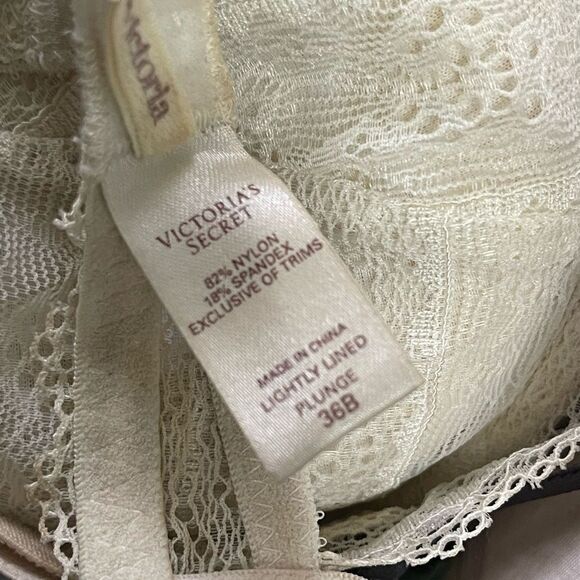 Victoria
VICTORIA'S
SECRET
82% NYLON
18% SPANDEX
EXCLUSIVE OF TRIMS
MADE IN CHINA
LIGHTLY LINED
PLUNGE
36B